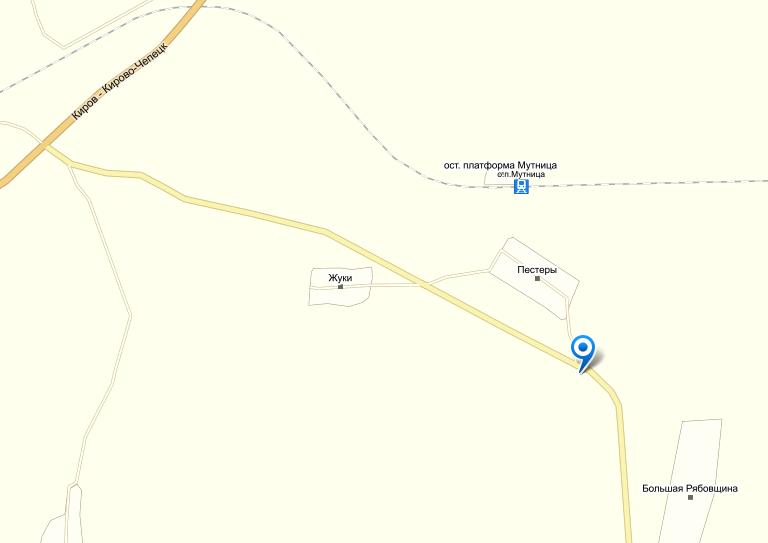 Киров - Кирово-Чепецк
ост. платформа Мутница
о.п.Мутница
Пестеры
Жуки
Большая Рябовщина